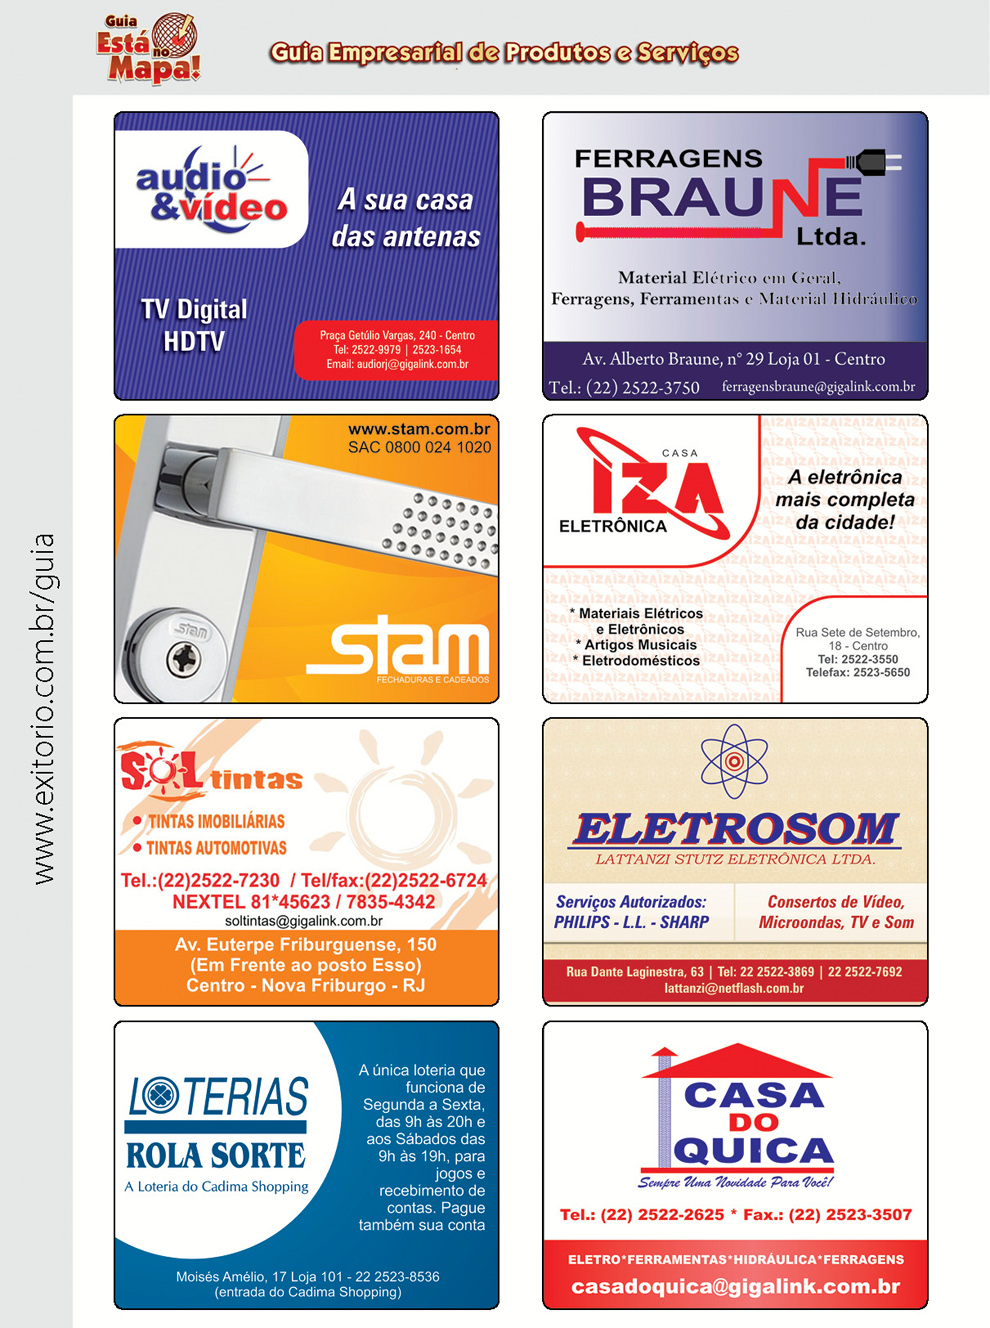 Guia
Está
no
Mapa!
Guia Empresarial de Produtos e Serviços
www.exitorio.com.br/guia
audio
&vídeo
A sua casa
das antenas
TV Digital
HDTV
Praça Getúlio Vargas, 240 - Centro
Tel: 2522-9979 | 2523-1654
Email: audiorj@gigalink.com.br
FERRAGENS
BRAUNE
Ltda.
Material Elétrico em Geral,
Ferragens, Ferramentas e Material Hidráulico
Av. Alberto Braune, n° 29 Loja 01 - Centro
Tel.: (22) 2522-3750 ferragensbraune@gigalink.com.br
www.stam.com.br
SAC 0800 024 1020
stam
stam
FECHADURAS E CADEADOS
CASA
IZA
ELETRÔNICA
A eletrônica
mais completa
da cidade!
* Materiais Elétricos
e Eletrônicos
* Artigos Musicais
* Eletrodomésticos
Rua Sete de Setembro,
18 - Centro
Tel: 2522-3550
Telefax: 2523-5650
SOL tintas
• TINTAS IMOBILIÁRIAS
• TINTAS AUTOMOTIVAS
Tel.:(22)2522-7230 / Tel/fax:(22)2522-6724
NEXTEL 81*45623 / 7835-4342
soltintas@gigalink.com.br
Av. Euterpe Friburguense, 150
(Em Frente ao posto Esso)
Centro - Nova Friburgo - RJ
ELETROSOM
LATTANZI STUTZ ELETRÔNICA LTDA.
Serviços Autorizados:
PHILIPS - L.L. - SHARP
Consertos de Vídeo,
Microondas, TV e Som
Rua Dante Laginestra, 63 | Tel: 22 2522-3869 | 22 2522-7692
lattanzi@netflash.com.br
LOTERIAS
ROLA SORTE
A Loteria do Cadima Shopping
A única loteria que
funciona de
Segunda a Sexta,
das 9h às 20h e
aos Sábados das
9h às 19h, para
jogos e
recebimento de
contas. Pague
também sua conta
Moisés Amélio, 17 Loja 101 - 22 2523-8536
(entrada do Cadima Shopping)
CASA
DO
QUICA
Sempre Uma Novidade Para Você!
Tel.: (22) 2522-2625 * Fax.: (22) 2523-3507
ELETRO*FERRAMENTAS*HIDRÁULICA*FERRAGENS
casadoquica@gigalink.com.br